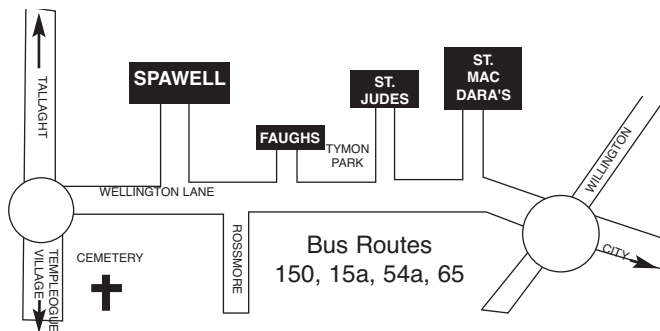 TALLAGHT
SPAWELL
FAUGHS
ST.
JUDES
ST.
MAC
DARA'S
TYMON
PARK
WILLINGTON
WELLINGTON LANE
TEMPLEOGUE
VILLAGE
CEMETERY
ROSSMORE
Bus Routes
150, 15a, 54a, 65
CITY